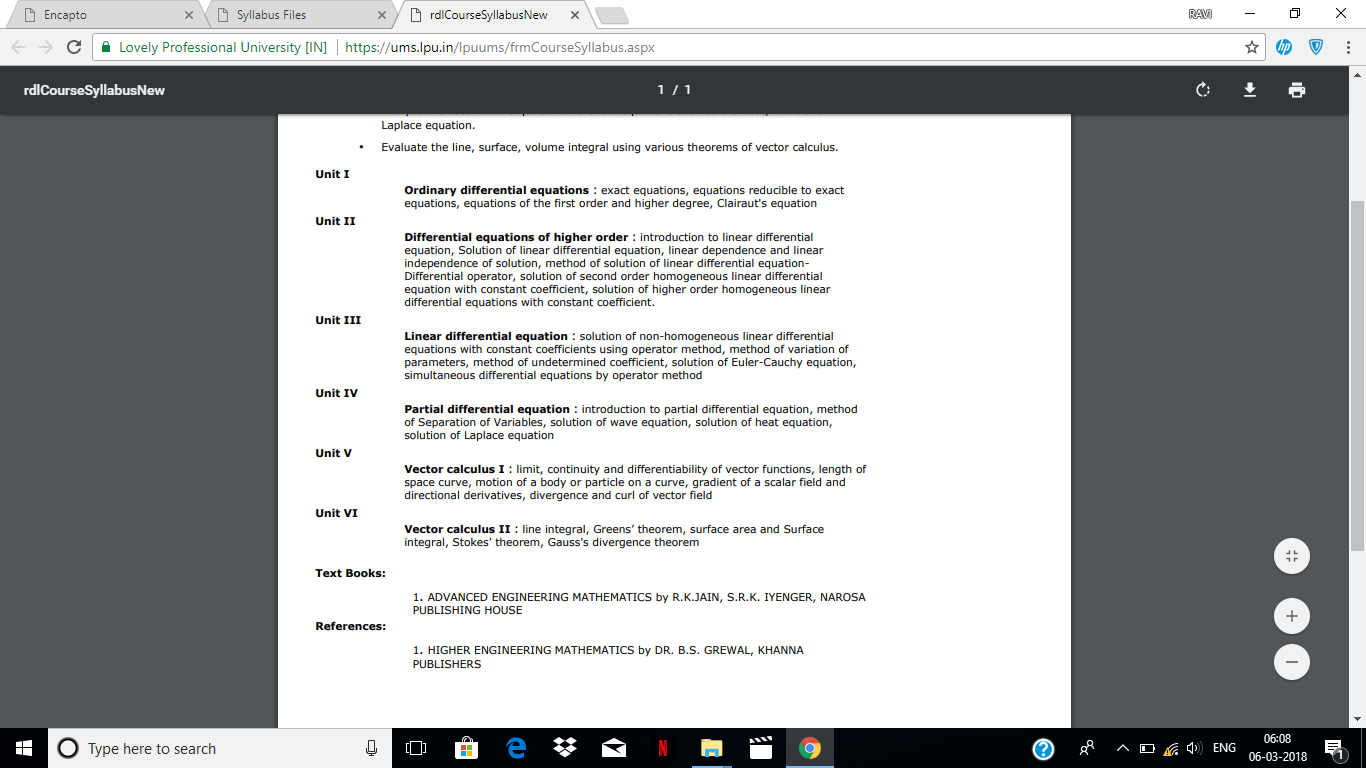 Encapto
Syllabus Files
rdlCourseSyllabusNew
RAVI
Lovely Professional University [IN] https://ums.lpu.in/lpuums/frmCourseSyllabus.aspx
hp
rdlCourseSyllabusNew
1 / 1
Laplace equation.
• Evaluate the line, surface, volume integral using various theorems of vector calculus.
Unit I
Ordinary differential equations : exact equations, equations reducible to exact
equations, equations of the first order and higher degree, Clairaut's equation
Unit II
Differential equations of higher order : introduction to linear differential
equation, Solution of linear differential equation, linear dependence and linear
independence of solution, method of solution of linear differential equation-
Differential operator, solution of second order homogeneous linear differential
equation with constant coefficient, solution of higher order homogeneous linear
differential equations with constant coefficient.
Unit III
Linear differential equation : solution of non-homogeneous linear differential
equations with constant coefficients using operator method, method of variation of
parameters, method of undetermined coefficient, solution of Euler-Cauchy equation,
simultaneous differential equations by operator method
Unit IV
Partial differential equation : introduction to partial differential equation, method
of Separation of Variables, solution of wave equation, solution of heat equation,
solution of Laplace equation
Unit V
Vector calculus I : limit, continuity and differentiability of vector functions, length of
space curve, motion of a body or particle on a curve, gradient of a scalar field and
directional derivatives, divergence and curl of vector field
Unit VI
Vector calculus II : line integral, Greens’ theorem, surface area and Surface
integral, Stokes’ theorem, Gauss's divergence theorem
Text Books:
1. ADVANCED ENGINEERING MATHEMATICS by R.K.JAIN, S.R.K. IYENGER, NAROSA
PUBLISHING HOUSE
References:
1. HIGHER ENGINEERING MATHEMATICS by DR. B.S. GREWAL, KHANNA
PUBLISHERS
Type here to search
ENG
06:08
06-03-2018
1